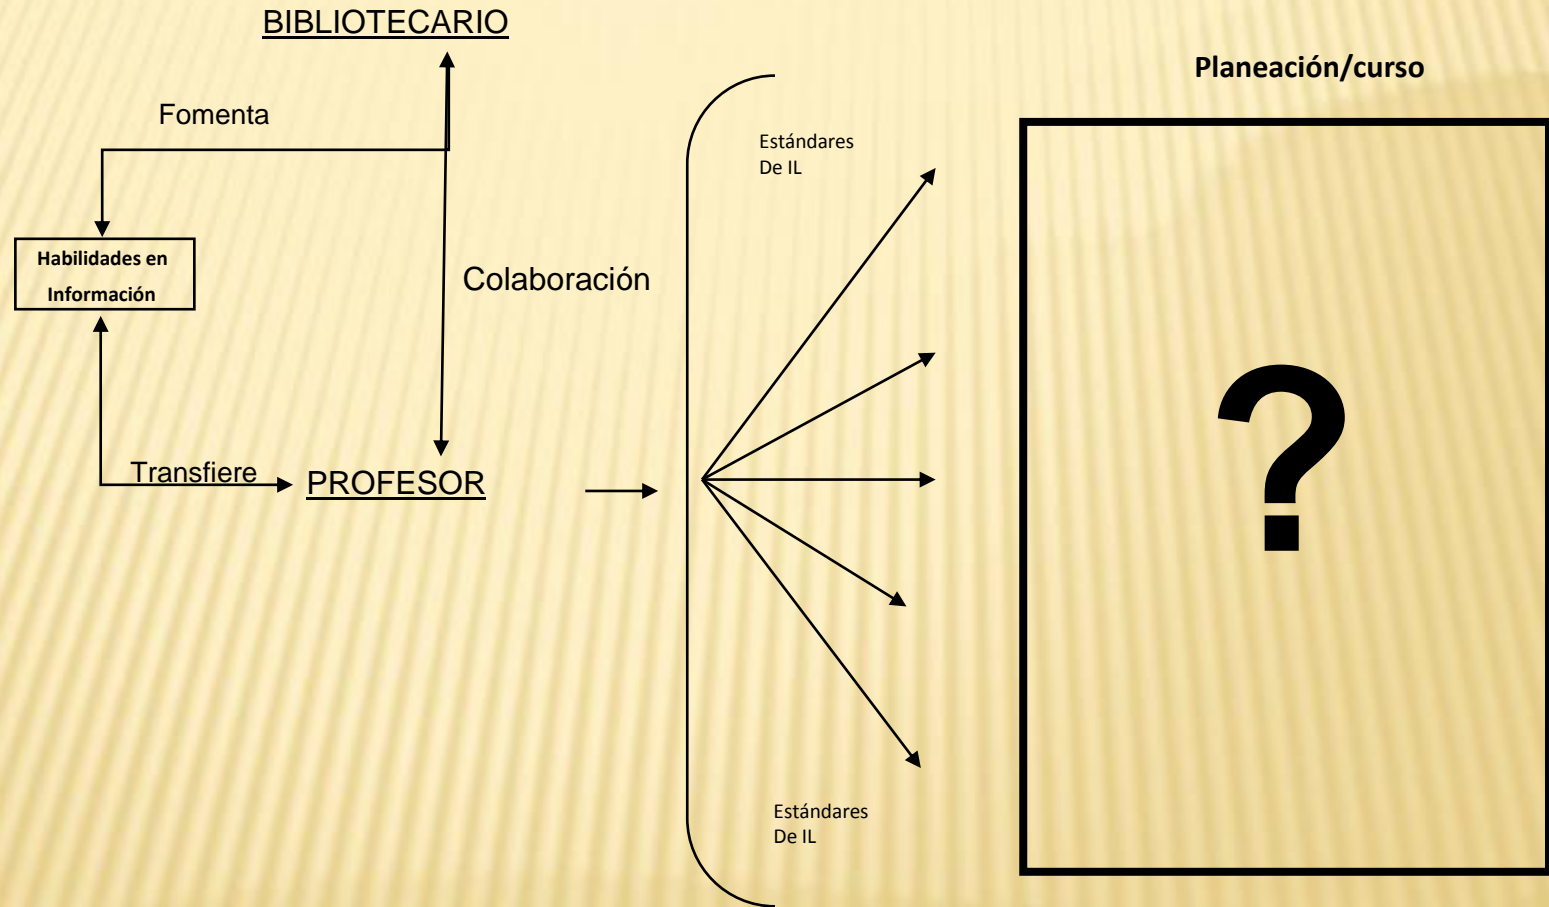 BIBLIOTECARIO
Planeación/curso
Fomenta
Estándares
De IL
Habilidades en
Información
Colaboración
?
Transfiere
PROFESOR
Estándares
De IL